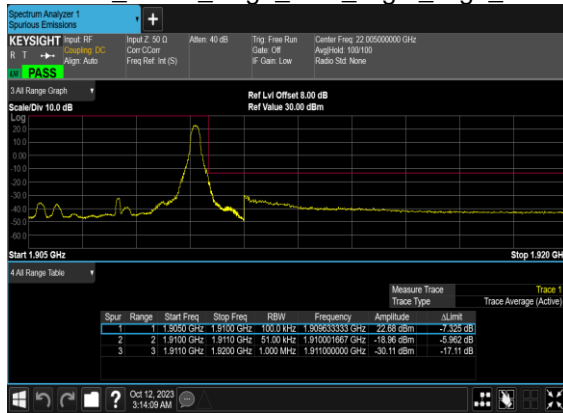 Spectrum Analyzer 1
Spurious Emissions
+
KEYSIGHT Input: RF Input Z: 50 Ω Atten: 40 dB Trig: Free Run Center Freq: 22.005000000 GHz
R T Coupling: DC Corr CCorr Gate: Off Avg|Hold: 100/100
Align: Auto Freq Ref: Int (S) IF Gain: Low Radio Std: None
PASS
3 All Range Graph
Ref Lvl Offset 8.00 dB
Scale/Div 10.0 dB Ref Value 30.00 dBm
Log
20.0
10.0
0.00
-10.0
-20.0
-30.0
-40.0
-50.0
-60.0
Start 1.905 GHz Stop 1.920 GH
4 All Range Table
Measure Trace Trace 1
Trace Type Trace Average (Active)
Spur Range Start Freq Stop Freq RBW Frequency Amplitude ΔLimit
1 1 1.9050 GHz 1.9100 GHz 100.0 kHz 1.909633333 GHz 22.68 dBm -7.325 dB
2 2 1.9100 GHz 1.9110 GHz 51.00 kHz 1.910001667 GHz -18.96 dBm -5.962 dB
3 3 1.9110 GHz 1.9200 GHz 1.000 MHz 1.911000000 GHz -30.11 dBm -17.11 dB
? Oct 12, 2023
3:14:09 AM